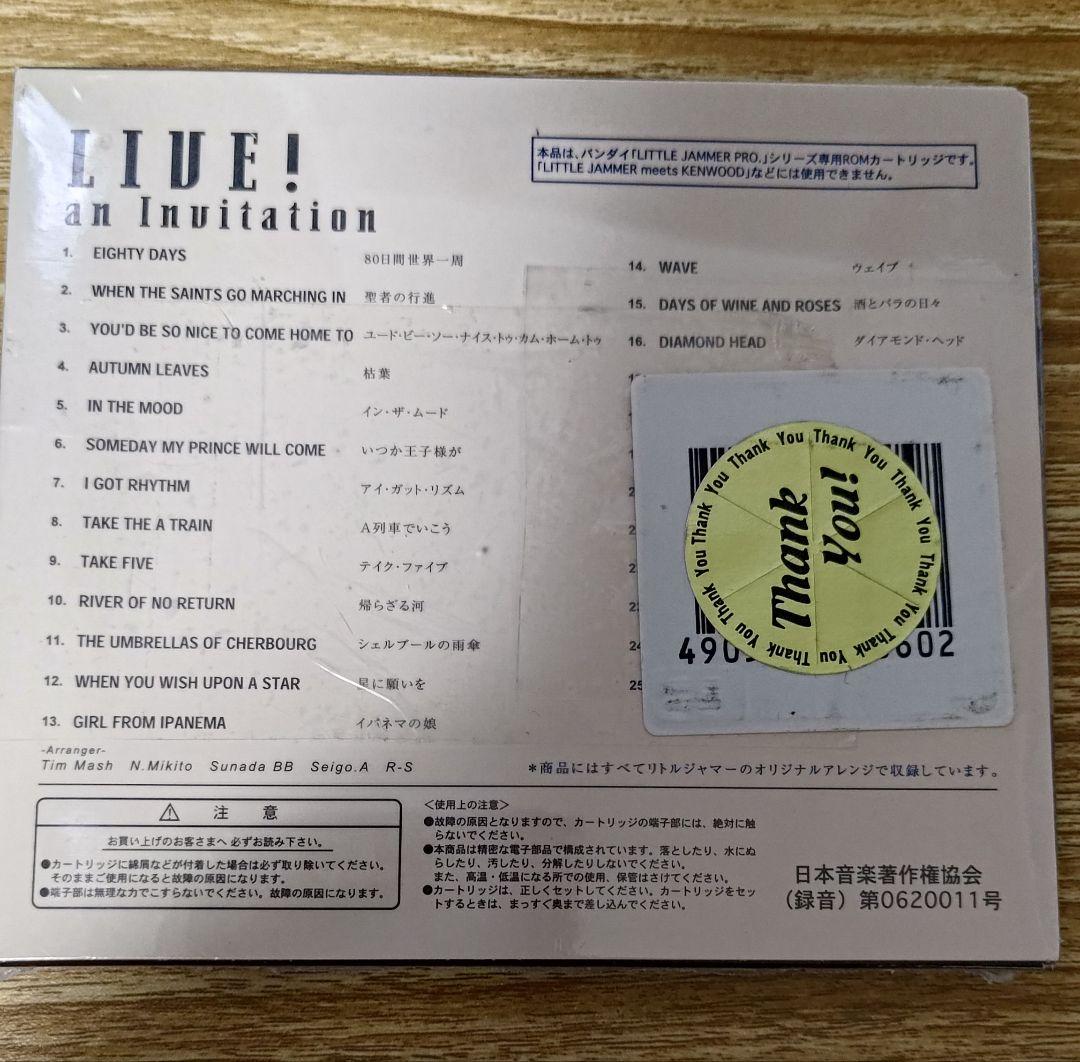 LIVE!
an Invitation
本品は、バンダイ「LITTLE JAMMER PRO.」シリーズ専用ROMカートリッジです。
「LITTLE JAMMER meets KENWOOD」などには使用できません。
1. EIGHTY DAYS 80日間世界一周
2. WHEN THE SAINTS GO MARCHING IN 聖者の行進
3. YOU'D BE SO NICE TO COME HOME TO ユード・ビー・ソー・ナイス・トゥ・カム・ホーム・トゥ
4. AUTUMN LEAVES 枯葉
5. IN THE MOOD イン・ザ・ムード
6. SOMEDAY MY PRINCE WILL COME いつか王子様が
7. I GOT RHYTHM アイ・ガット・リズム
8. TAKE THE A TRAIN A列車でいこう
9. TAKE FIVE テイク・ファイブ
10. RIVER OF NO RETURN 帰らざる河
11. THE UMBRELLAS OF CHERBOURG シェルブールの雨傘
12. WHEN YOU WISH UPON A STAR 星に願いを
13. GIRL FROM IPANEMA イパネマの娘
14. WAVE ウェイブ
15. DAYS OF WINE AND ROSES 酒とバラの日々
16. DIAMOND HEAD ダイアモンド・ヘッド
24
25
Thank You Thank You Thank You Thank You Thank You Thank You Thank You
Thank
You!
490
602
-Arranger-
Tim Mash N.Mikito Sunada BB Seigo.A R-S
*商品にはすべてリトルジャマーのオリジナルアレンジで収録しています。
注意
お買い上げのお客さまへ 必ずお読み下さい。
●カートリッジに綿屑などが付着した場合は必ず取り除いてください。
そのままご使用になると故障の原因になります。
●端子部は無理な力でこすらないでください。故障の原因になります。
<使用上の注意>
●故障の原因となりますので、カートリッジの端子部には、絶対に触
らないでください。
●本商品は精密な電子部品で構成されています。落としたり、水にぬ
らしたり、汚したり、分解したりしないでください。
また、高温・低温になる所での使用、保管はさけてください。
●カートリッジは、正しくセットしてください。カートリッジをセッ
トするときは、まっすぐ奥まで差し込んでください。
日本音楽著作権協会
(録音) 第0620011号